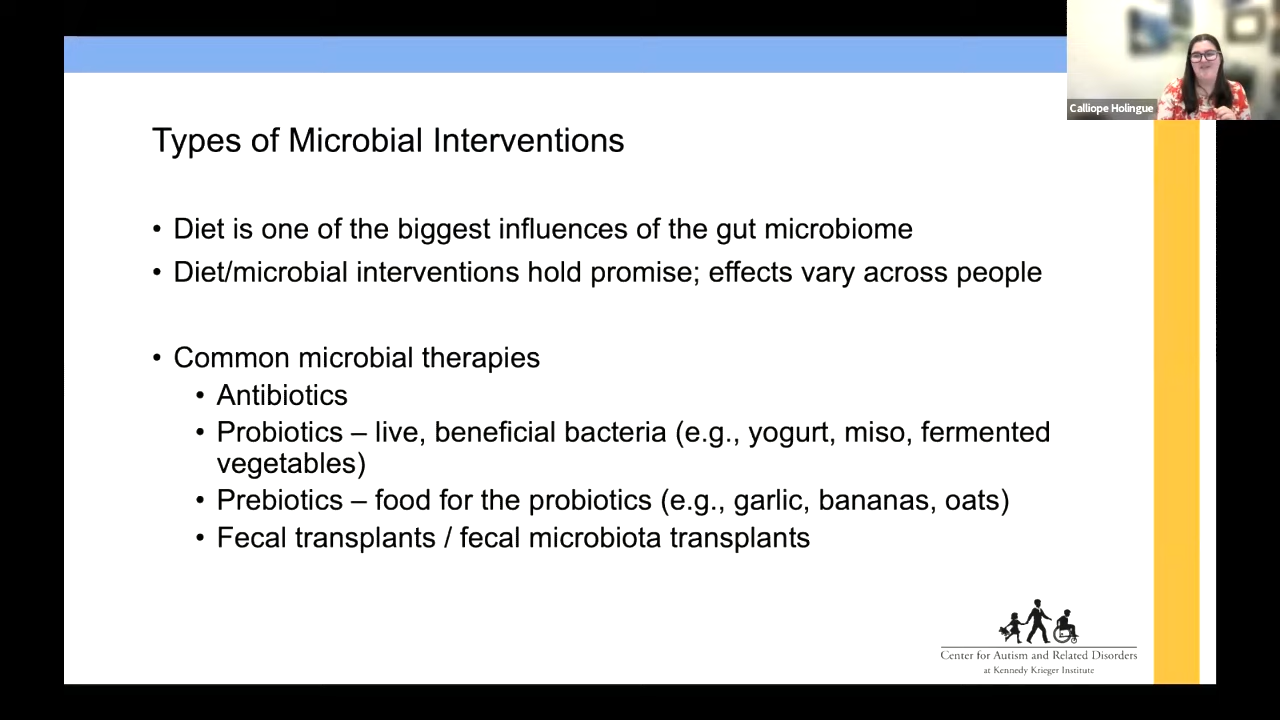 Calliope Holingue
Types of Microbial Interventions
• Diet is one of the biggest influences of the gut microbiome
• Diet/microbial interventions hold promise; effects vary across people
• Common microbial therapies
• Antibiotics
• Probiotics – live, beneficial bacteria (e.g., yogurt, miso, fermented
vegetables)
• Prebiotics – food for the probiotics (e.g., garlic, bananas, oats)
• Fecal transplants / fecal microbiota transplants
Center for Autism and Related Disorders
at Kennedy Krieger Institute